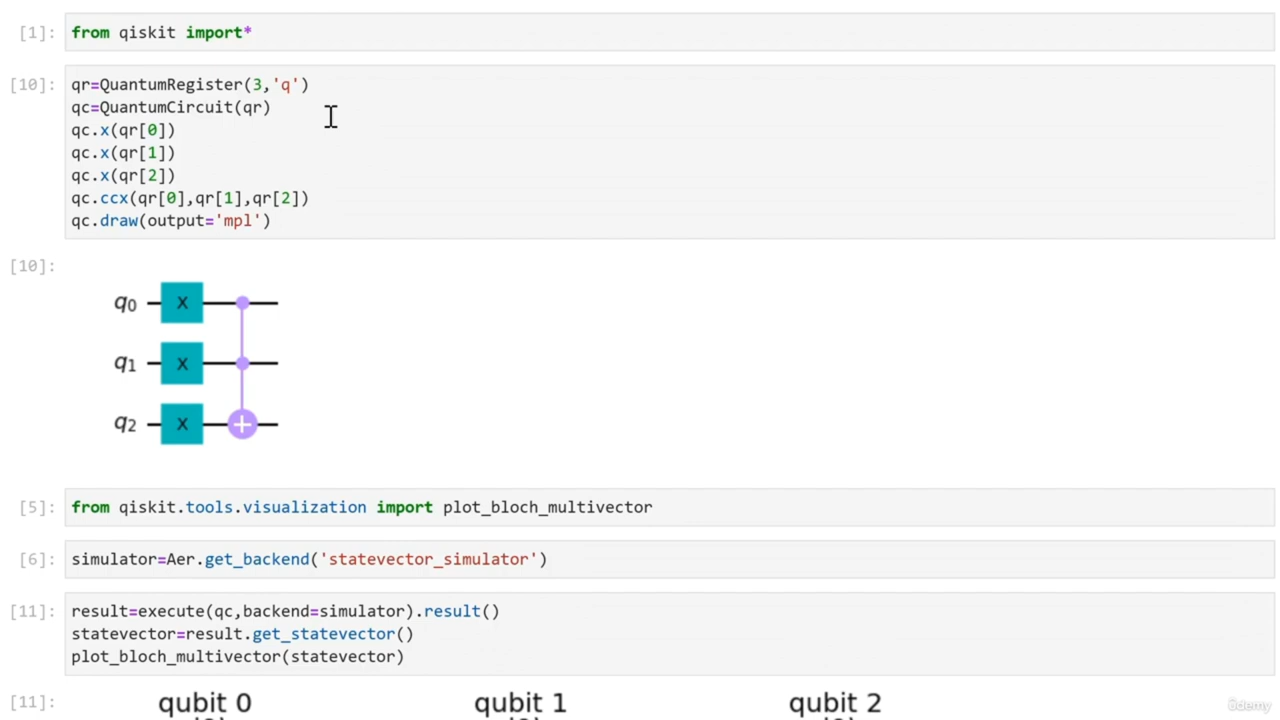 [1]: from qiskit import*
[10]: qr=QuantumRegister(3,'q')
qc=QuantumCircuit(qr)
qc.x(qr[0])
qc.x(qr[1])
qc.x(qr[2])
qc.ccx(qr[0],qr[1],qr[2])
qc.draw(output='mpl')
[10]:
q0 X
q1 X
q2 X +
[5]: from qiskit.tools.visualization import plot_bloch_multivector
[6]: simulator=Aer.get_backend('statevector_simulator')
[11]: result=execute(qc,backend=simulator).result()
statevector=result.get_statevector()
plot_bloch_multivector(statevector)
[11]: qubit 0 qubit 1 qubit 2
ûdemy